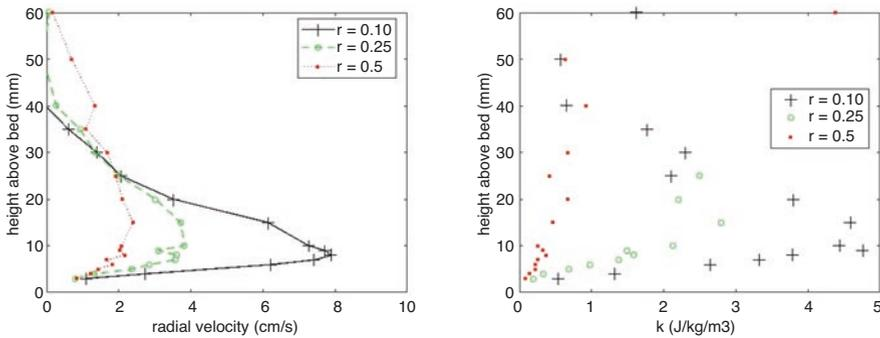 60
50
40
30
20
10
0
height above bed (mm)
0
2
4
6
8
10
radial velocity (cm/s)
r = 0.10
r = 0.25
r = 0.5
60
50
40
30
20
10
0
height above bed (mm)
0
1
2
3
4
5
k (J/kg/m3)
r = 0.10
r = 0.25
r = 0.5